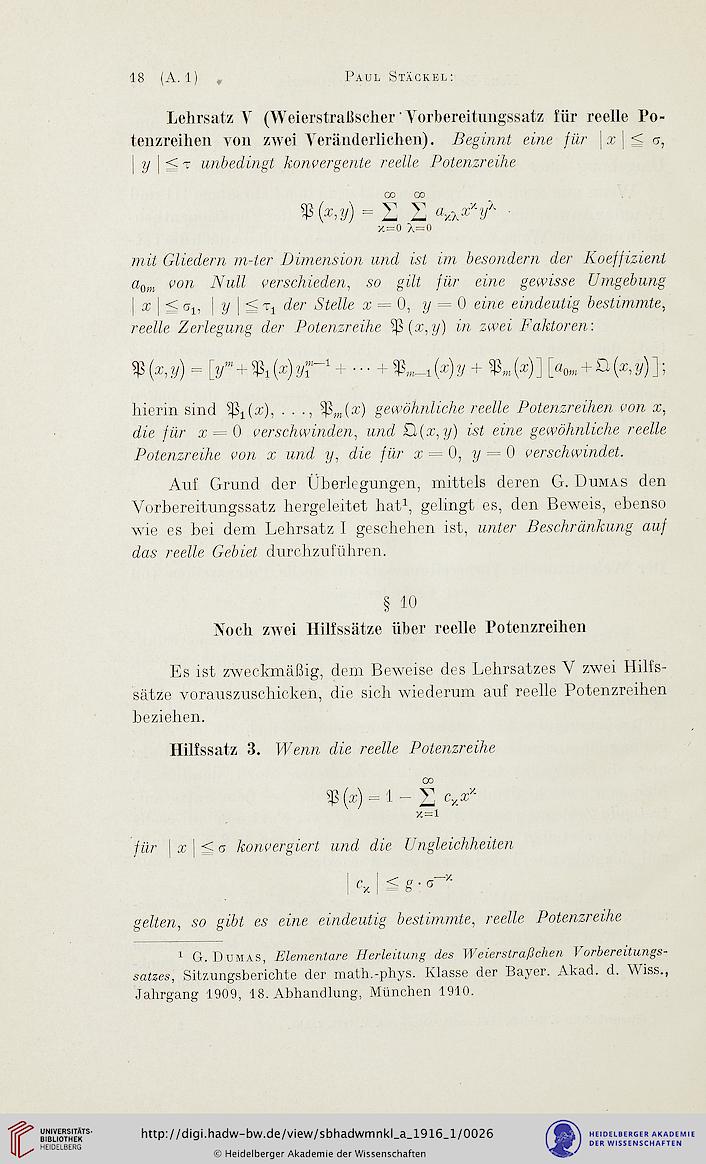 18 (A. 1) PAUL STÄCKEL:
Lehrsatz V (Weierstraßscher Vorbereitungssatz für reelle Po-
tenzreihen von zwei Veränderlichen). Beginnt eine für | x | ≤ σ,
| y | ≤ τ unbedingt konvergente reelle Potenzreihe
𝔓 (x, y) = ∞∑ϰ=0 ∞∑λ=0 aϰλ xϰ yλ
mit Gliedern m-ter Dimension und ist im besondern der Koeffizient
a₀ₘ von Null verschieden, so gilt für eine gewisse Umgebung
| x | ≤ σ₁, | y | ≤ τ₁ der Stelle x = 0, y = 0 eine eindeutig bestimmte,
reelle Zerlegung der Potenzreihe 𝔓 (x, y) in zwei Faktoren:
𝔓 (x, y) = [yᵐ + 𝔓₁ (x) y₁ᵐ⁻¹ + ··· + 𝔓ₘ₋₁ (x) y + 𝔓ₘ (x)] [a₀ₘ + 𝔔 (x, y)];
hierin sind 𝔓₁ (x), . . ., 𝔓ₘ (x) gewöhnliche reelle Potenzreihen von x,
die für x = 0 verschwinden, und 𝔔 (x, y) ist eine gewöhnliche reelle
Potenzreihe von x und y, die für x = 0, y = 0 verschwindet.
Auf Grund der Überlegungen, mittels deren G. DUMAS den
Vorbereitungssatz hergeleitet hat¹, gelingt es, den Beweis, ebenso
wie es bei dem Lehrsatz I geschehen ist, unter Beschränkung auf
das reelle Gebiet durchzuführen.
§ 10
Noch zwei Hilfssätze über reelle Potenzreihen
Es ist zweckmäßig, dem Beweise des Lehrsatzes V zwei Hilfs-
sätze vorauszuschicken, die sich wiederum auf reelle Potenzreihen
beziehen.
Hilfssatz 3. Wenn die reelle Potenzreihe
𝔓 (x) = 1 − ∞∑ϰ=1 cϰ xϰ
für | x | ≤ σ konvergiert und die Ungleichheiten
| cϰ | ≤ g · σ⁻ϰ
gelten, so gibt es eine eindeutig bestimmte, reelle Potenzreihe
¹ G. DUMAS, Elementare Herleitung des Weierstraßchen Vorbereitungs-
satzes, Sitzungsberichte der math.-phys. Klasse der Bayer. Akad. d. Wiss.,
Jahrgang 1909, 18. Abhandlung, München 1910.
UNIVERSITÄTS-
BIBLIOTHEK
HEIDELBERG
http://digi.hadw-bw.de/view/sbhadwmnkl_a_1916_1/0026
© Heidelberger Akademie der Wissenschaften
HEIDELBERGER AKADEMIE
DER WISSENSCHAFTEN